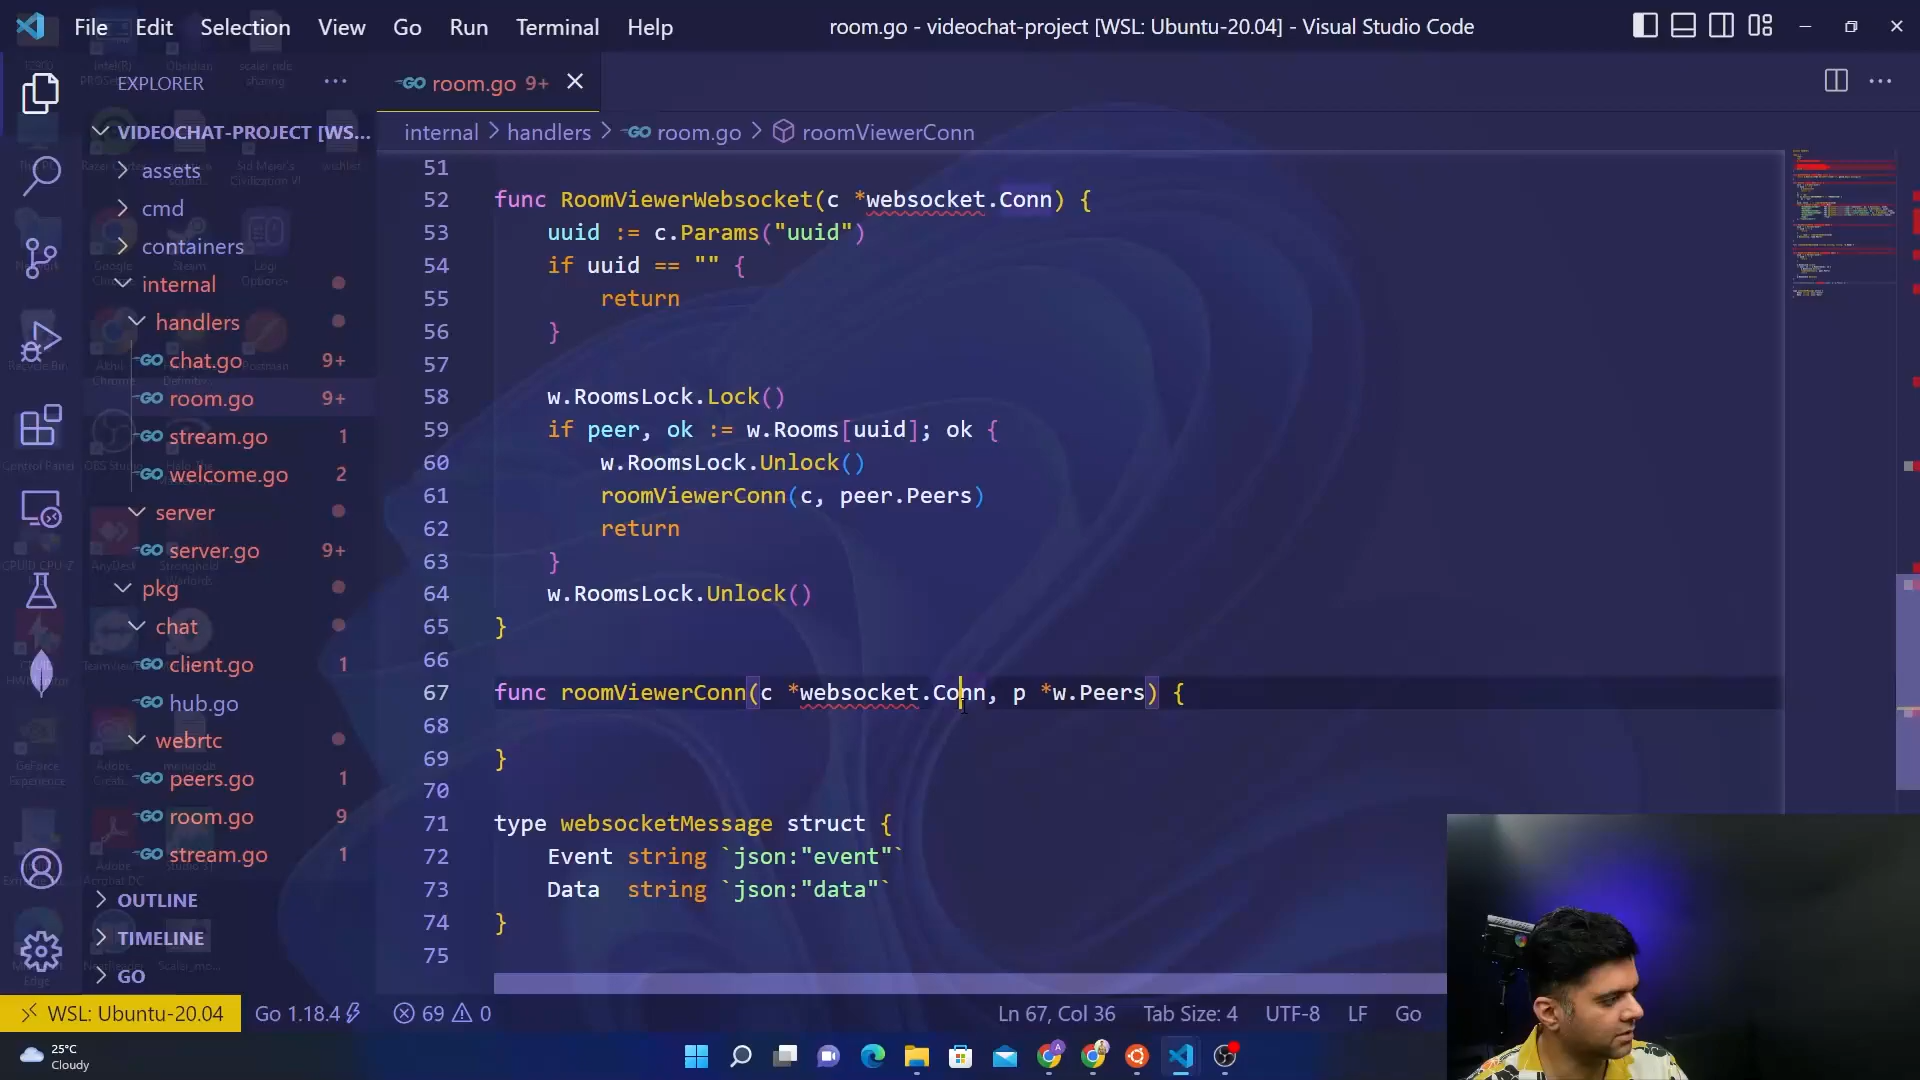 File Edit Selection View Go Run Terminal Help
room.go - videochat-project [WSL: Ubuntu-20.04] - Visual Studio Code
EXPLORER
VIDEOCHAT-PROJECT [WS...
assets
cmd
containers
internal
handlers
chat.go 9+
room.go 9+
stream.go 1
welcome.go 2
server
server.go 9+
pkg
chat
client.go 1
hub.go
webrtc
peers.go 1
room.go 9
stream.go 1
OUTLINE
TIMELINE
GO
GO room.go 9+
internal > handlers > GO room.go > roomViewerConn
51
52 func RoomViewerWebsocket(c *websocket.Conn) {
53 uuid := c.Params("uuid")
54 if uuid == "" {
55 return
56 }
57
58 w.RoomsLock.Lock()
59 if peer, ok := w.Rooms[uuid]; ok {
60 w.RoomsLock.Unlock()
61 roomViewerConn(c, peer.Peers)
62 return
63 }
64 w.RoomsLock.Unlock()
65 }
66
67 func roomViewerConn(c *websocket.Conn, p *w.Peers) {
68
69 }
70
71 type websocketMessage struct {
72 Event string `json:"event"`
73 Data string `json:"data"`
74 }
75
WSL: Ubuntu-20.04 Go 1.18.4 69 0 Ln 67, Col 36 Tab Size: 4 UTF-8 LF Go
25°C
Cloudy